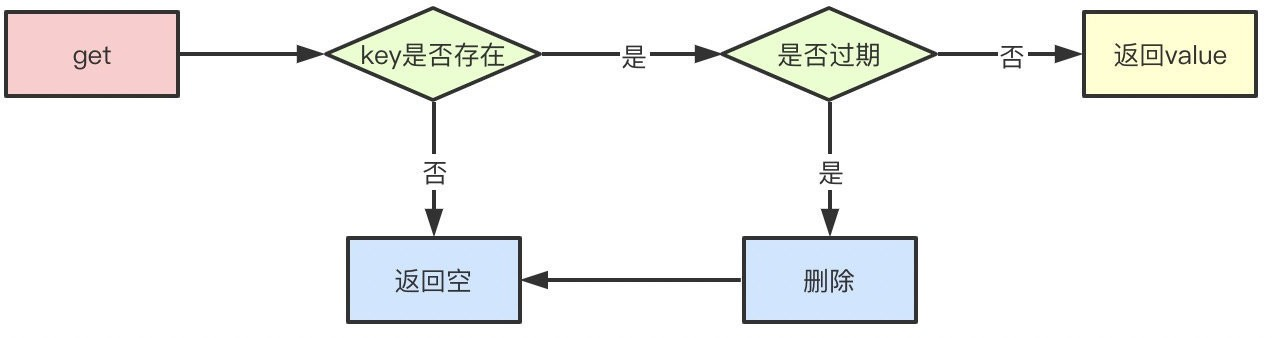 get
key是否存在
是
是否过期
否
返回value
否
是
返回空
删除